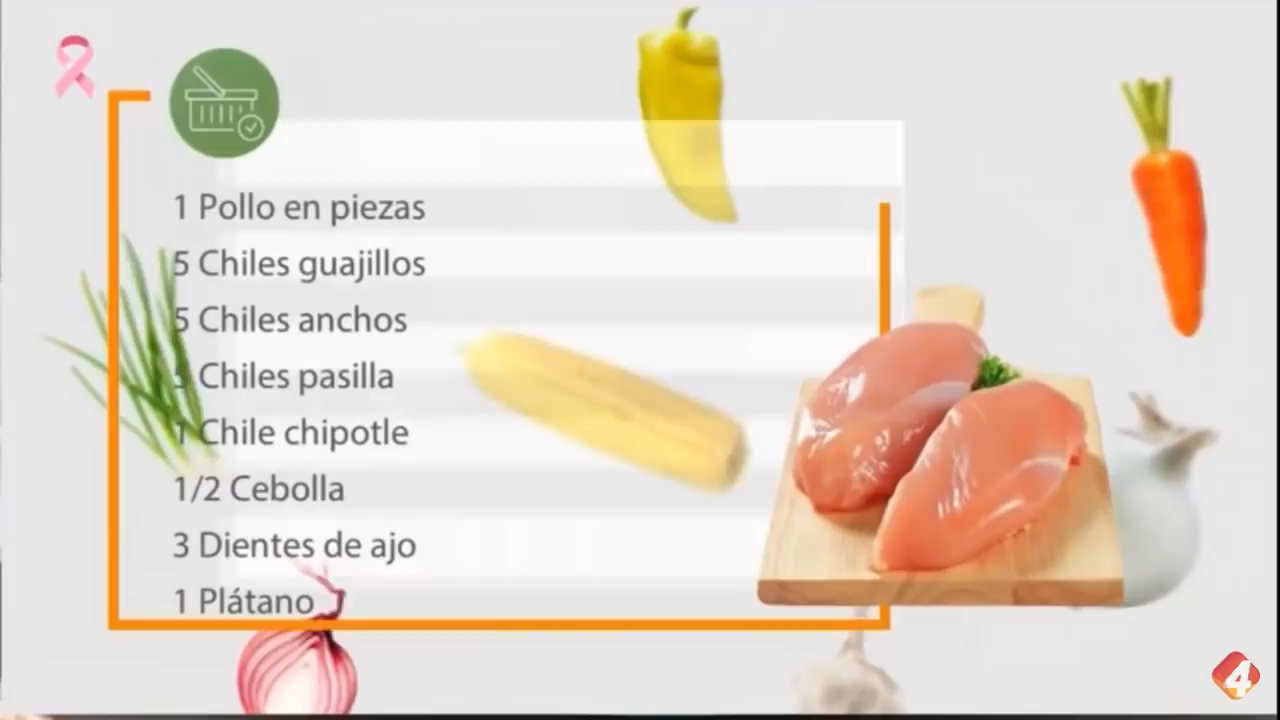 1 Pollo en piezas
5 Chiles guajillos
5 Chiles anchos
Chiles pasilla
1 Chile chipotle
1/2 Cebolla
3 Dientes de ajo
1 Plátano
4